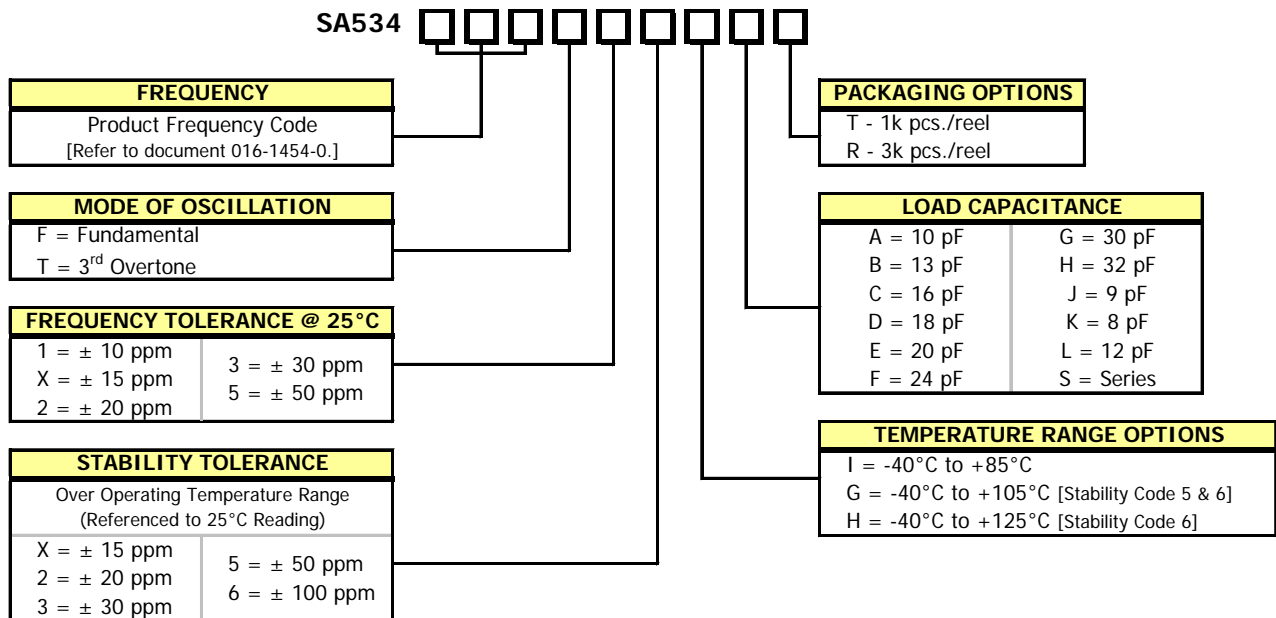 SA534
FREQUENCY
Product Frequency Code
[Refer to document 016-1454-0.]
MODE OF OSCILLATION
F = Fundamental
T = 3rd Overtone
FREQUENCY TOLERANCE @ 25°C
1 = ± 10 ppm
X = ± 15 ppm
2 = ± 20 ppm
3 = ± 30 ppm
5 = ± 50 ppm
STABILITY TOLERANCE
Over Operating Temperature Range
(Referenced to 25°C Reading)
X = ± 15 ppm
2 = ± 20 ppm
3 = ± 30 ppm
5 = ± 50 ppm
6 = ± 100 ppm
PACKAGING OPTIONS
T - 1k pcs./reel
R - 3k pcs./reel
LOAD CAPACITANCE
A = 10 pF
B = 13 pF
C = 16 pF
D = 18 pF
E = 20 pF
F = 24 pF
G = 30 pF
H = 32 pF
J = 9 pF
K = 8 pF
L = 12 pF
S = Series
TEMPERATURE RANGE OPTIONS
I = -40°C to +85°C
G = -40°C to +105°C [Stability Code 5 & 6]
H = -40°C to +125°C [Stability Code 6]